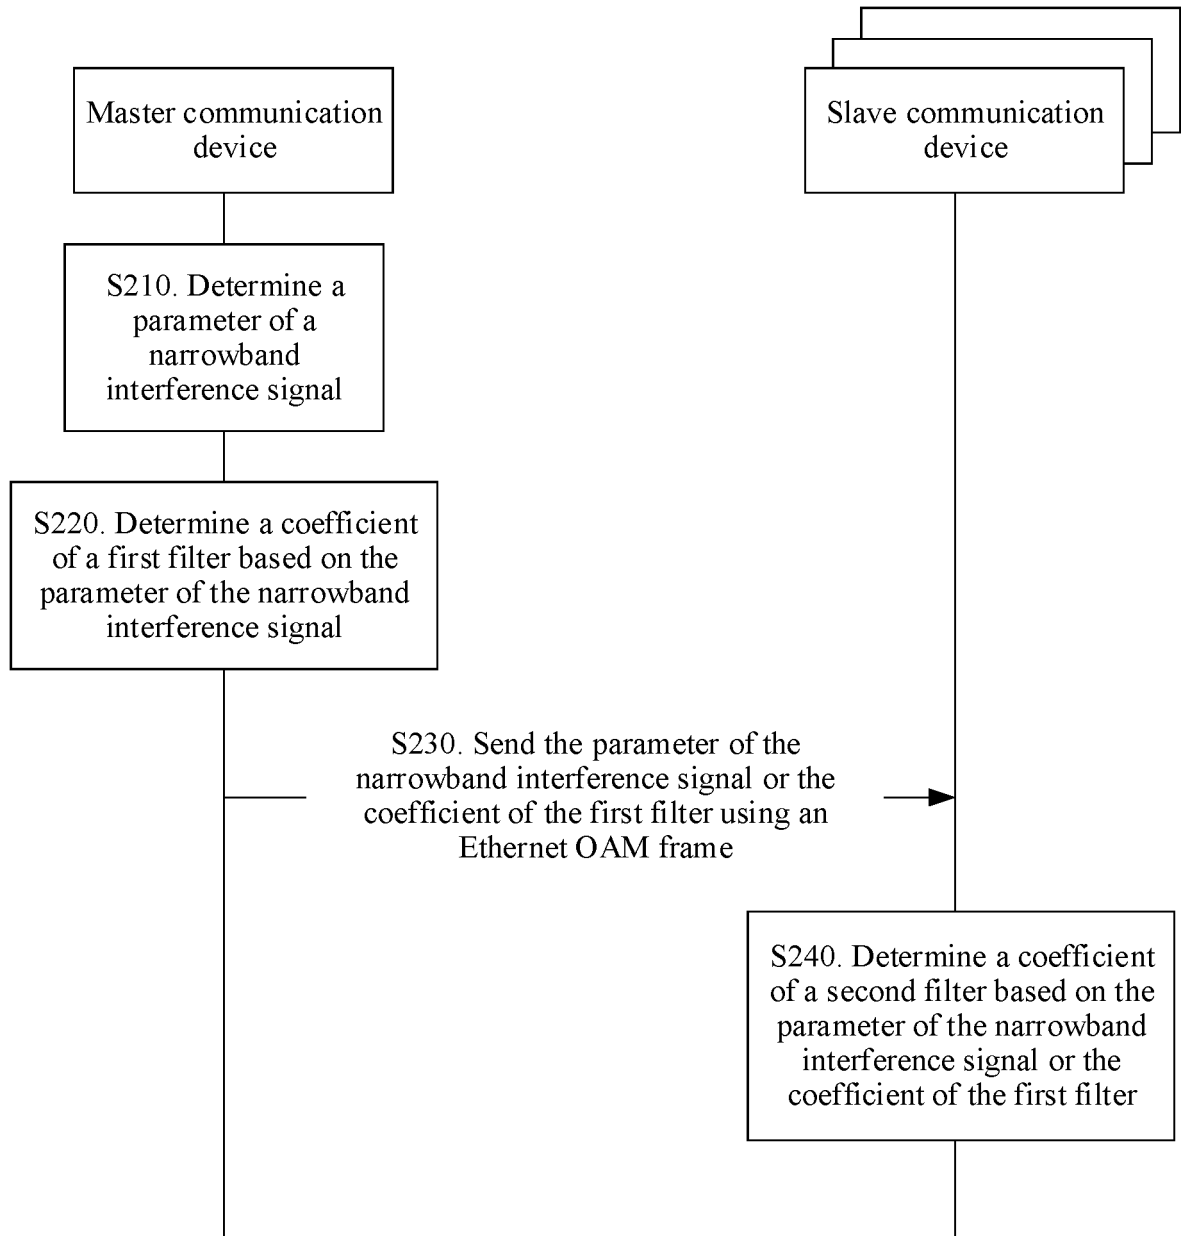 Master communication
device
Slave communication
device
S210. Determine a
parameter of a
narrowband
interference signal
S220. Determine a coefficient
of a first filter based on the
parameter of the narrowband
interference signal
S230. Send the parameter of the
narrowband interference signal or the
coefficient of the first filter using an
Ethernet OAM frame
S240. Determine a coefficient
of a second filter based on the
parameter of the narrowband
interference signal or the
coefficient of the first filter